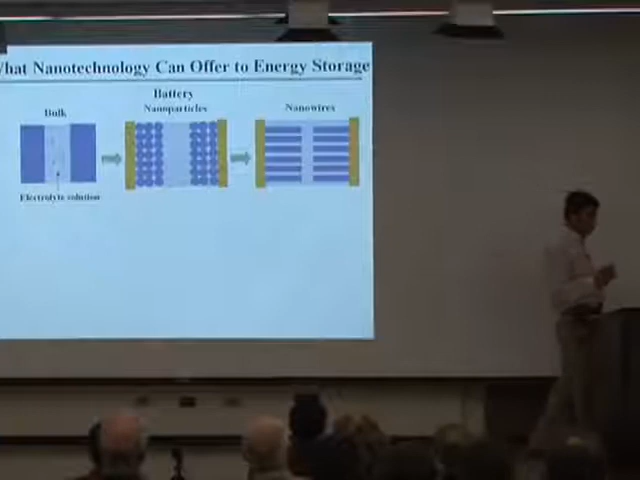 What Nanotechnology Can Offer to Energy Storage
Battery
Bulk
Nanoparticles
Nanowires
Electrolyte solution